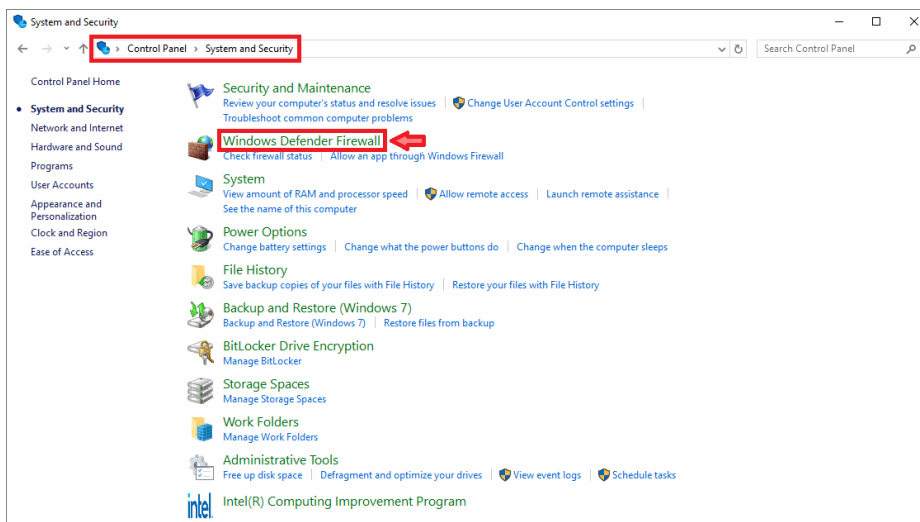 System and Security
Control Panel > System and Security
Search Control Panel
Control Panel Home
System and Security
Network and Internet
Hardware and Sound
Programs
User Accounts
Appearance and
Personalization
Clock and Region
Ease of Access
Security and Maintenance
Review your computer's status and resolve issues | Change User Account Control settings |
Troubleshoot common computer problems
Windows Defender Firewall
Check firewall status | Allow an app through Windows Firewall
System
View amount of RAM and processor speed | Allow remote access | Launch remote assistance |
See the name of this computer
Power Options
Change battery settings | Change what the power buttons do | Change when the computer sleeps
File History
Save backup copies of your files with File History | Restore your files with File History
Backup and Restore (Windows 7)
Backup and Restore (Windows 7) | Restore files from backup
BitLocker Drive Encryption
Manage BitLocker
Storage Spaces
Manage Storage Spaces
Work Folders
Manage Work Folders
Administrative Tools
Free up disk space | Defragment and optimize your drives | View event logs | Schedule tasks
intel
Intel(R) Computing Improvement Program